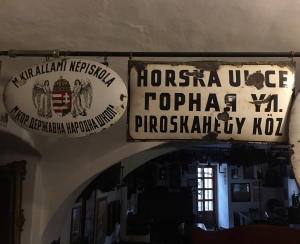 M. KIR. ÁLLAMI NÉPISKOLA
М.КОР. ДЕРЖАВНА НАРОДНА ШКОЛА
HORSKA ULICE
ГОРНАЯ УЛ.
PIROSKAHEGY KÖZ